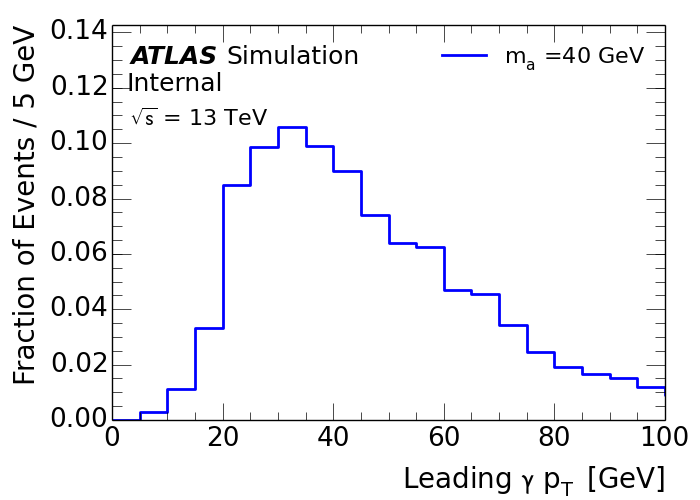 ATLAS Simulation
Internal
√s = 13 TeV
mₐ =40 GeV
Fraction of Events / 5 GeV
0.14
0.12
0.10
0.08
0.06
0.04
0.02
0.00
0 20 40 60 80 100
Leading γ p_T [GeV]